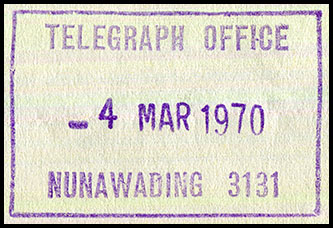 TELEGRAPH OFFICE
- 4 MAR 1970
NUNAWADING 3131